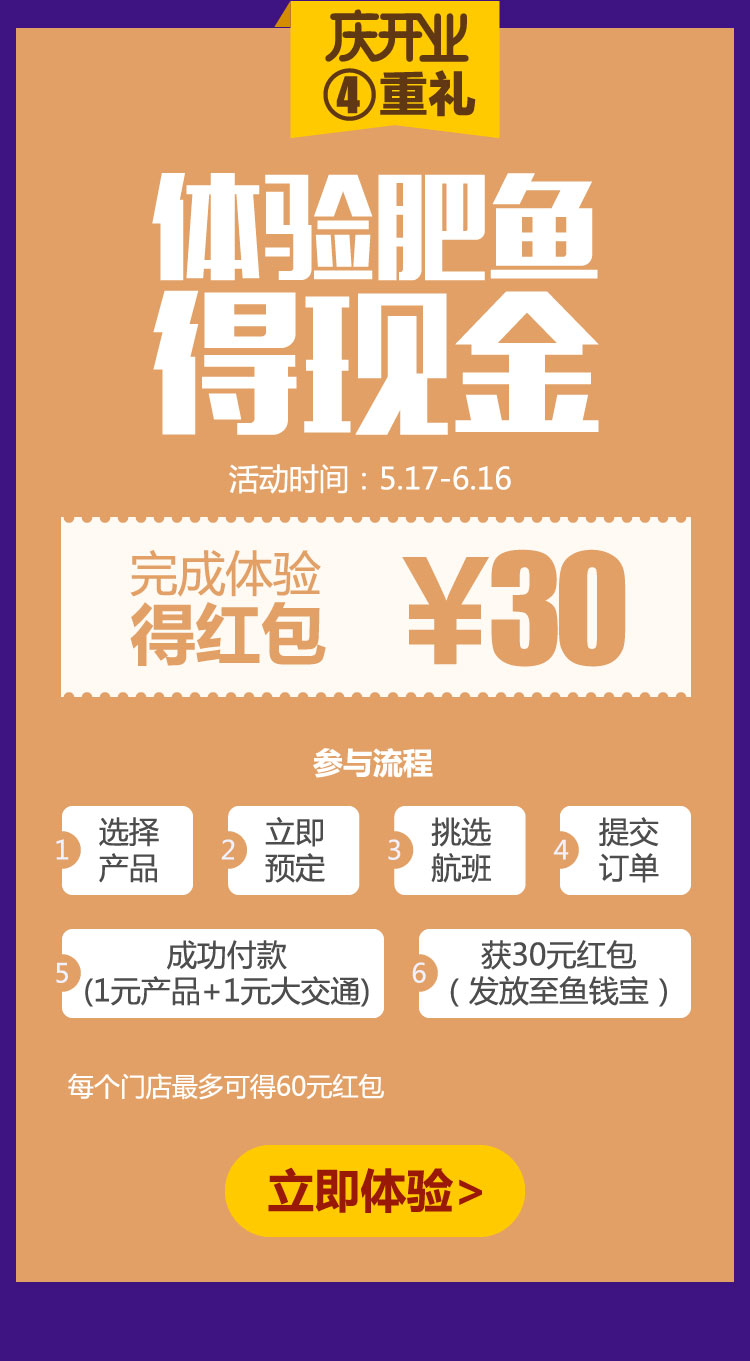 庆开业
④重礼
体验肥鱼
得现金
活动时间：5.17-6.16
完成体验
得红包
¥30
参与流程
1 选择
产品
2 立即
预定
3 挑选
航班
4 提交
订单
5 成功付款
(1元产品+1元大交通)
6 获30元红包
（发放至鱼钱宝）
每个门店最多可得60元红包
立即体验>